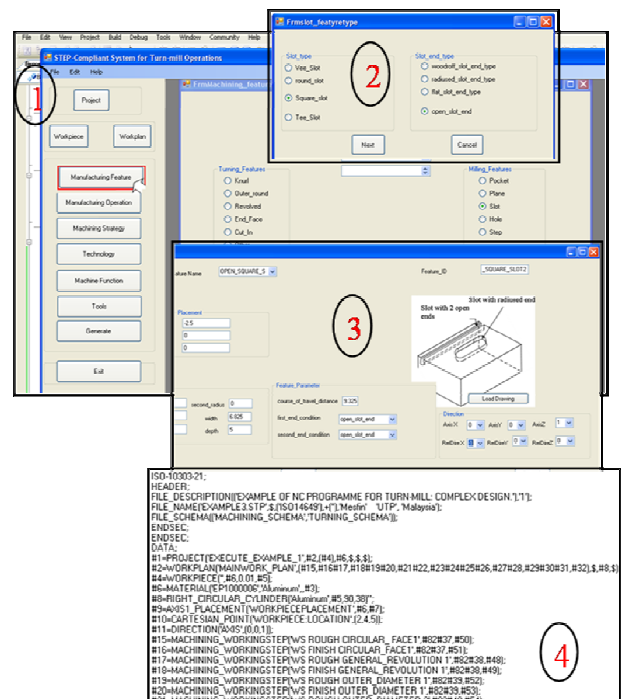 File Edit View Project Build Debug Tools Window Community Help
STEP-Compliant System for Turn-mill Operations
File Edit Help
1
Project
Workpiece Workplan
Manufacturing Feature
Manufacturing Operation
Machining Strategy
Technology
Machine Function
Tools
Generate
Exit
FrmMachining_featu
Turning_Features
Knurl
Outer_round
Revolved
End_Face
Cut_In
Milling_Features
Pocket
Plane
Slot
Hole
Step
Frmslot_featyretype
2
Slot_type
Vee_Slot
round_slot
Square_slot
Tee_Slot
Slot_end_type
woodruff_slot_end_type
radiused_slot_end_type
flat_slot_end_type
open_slot_end
Next Cancel
3
ature Name OPEN_SQUARE_S
Feature_ID _SQUARE_SLOT2
Placement
-2.5
0
0
Slot with radiused end
Slot with 2 open
ends
Load Drawing
second_radius 0
width 6.825
depth 5
Feature_Parameter
course_of_travel_distance 9.325
first_end_condition open_slot_end
second_end_condition open_slot_end
Direction
AxisX 0 AxisY 0 AxisZ 1
RefDireX RefDireY 0 RefDireZ 0
4
ISO-10303-21;
HEADER;
FILE_DESCRIPTION(('EXAMPLE OF NC PROGRAMME FOR TURN-MILL: COMPLEX DESIGN.'),'1');
FILE_NAME('EXAMPLE3.STP',$,('ISO14649'),+(''),'Mesfin' 'UTP', 'Malaysia');
FILE_SCHEMA(('MACHINING_SCHEMA','TURNING_SCHEMA'));
ENDSEC;
ENDSEC;
DATA;
#1=PROJECT('EXECUTE_EXAMPLE_1',#2,(#4),#6,$,$,$);
#2=WORKPLAN('MAINWORK_PLAN',(#15,#16#17,#18#19#20,#21#22,#23#24#25#26,#27#28,#29#30#31,#32),$,#8,$)
#4=WORKPIECE('',#6,0.01,#5);
#6=MATERIAL('EP1000006','Aluminum',,#3);
#8=RIGHT_CIRCULAR_CYLINDER('Aluminum',#5,90,38)''
#9=AXIS1_PLACEMENT('WORKPIECEPLACEMENT',#6,#7);
#10=CARTESIAN_POINT('WORKPIECE:LOCATION',(2.4.5));
#11=DIRECTION('AXIS',(0,0,1));
#15=MACHINING_WORKINGSTEP('WS ROUGH CIRCULAR_ FACE1',#82#37,#50);
#16=MACHINING_WORKINGSTEP('WS FINISH CIRCULAR_FACE1',#82#37,#51);
#17=MACHINING_WORKINGSTEP('WS ROUGH GENERAL_REVOLUTION 1',#82#38,#48);
#18=MACHINING_WORKINGSTEP('WS FINISH GENERAL_REVOLUTION 1',#82#38,#49);
#19=MACHINING_WORKINGSTEP('WS ROUGH OUTER_DIAMETER 1',#82#39,#52);
#20=MACHINING_WORKINGSTEP('WS FINISH OUTER_DIAMETER 1',#82#39,#53);